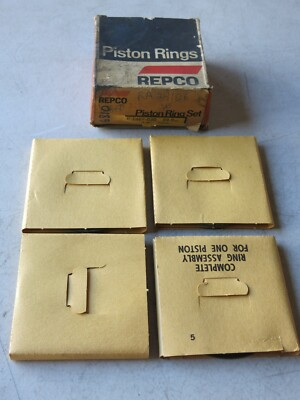 Piston Rings
REPCO
REPCO
Piston Ring Set
COMPLETE
RING ASSEMBLY
FOR ONE PISTON
5